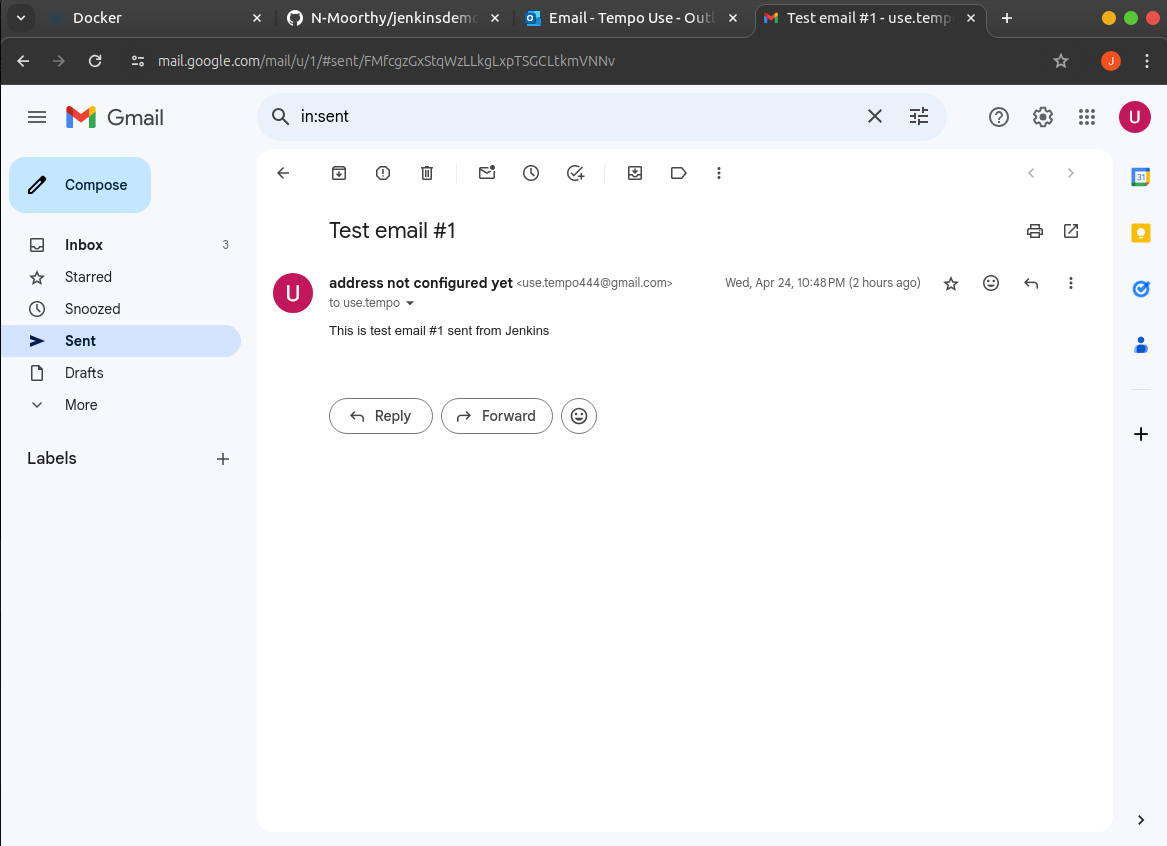 Docker
N-Moorthy/jenkinsdemo
Email - Tempo Use - Outl
Test email #1 - use.temp
mail.google.com/mail/u/1/#sent/FMfcgzGxStqWzLLkgLxpTSGCLtkmVNNv
J
Gmail
in:sent
U
Compose
31
Inbox 3
Starred
Snoozed
Sent
Drafts
More
Labels
Test email #1
U
address not configured yet <use.tempo444@gmail.com>
Wed, Apr 24, 10:48 PM (2 hours ago)
to use.tempo
This is test email #1 sent from Jenkins
Reply
Forward